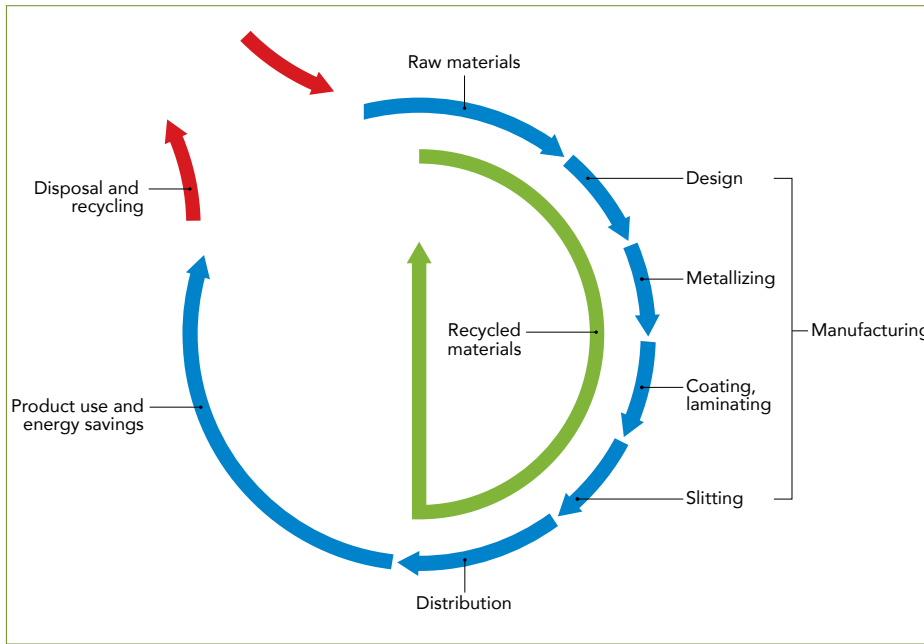 Raw materials
Design
Disposal and
recycling
Metallizing
Recycled
materials
Manufacturing
Coating,
laminating
Product use and
energy savings
Slitting
Distribution